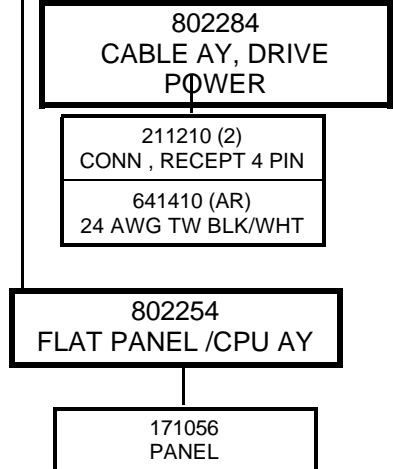 802284
CABLE AY, DRIVE
POWER
211210 (2)
CONN , RECEPT 4 PIN
641410 (AR)
24 AWG TW BLK/WHT
802254
FLAT PANEL /CPU AY
171056
PANEL